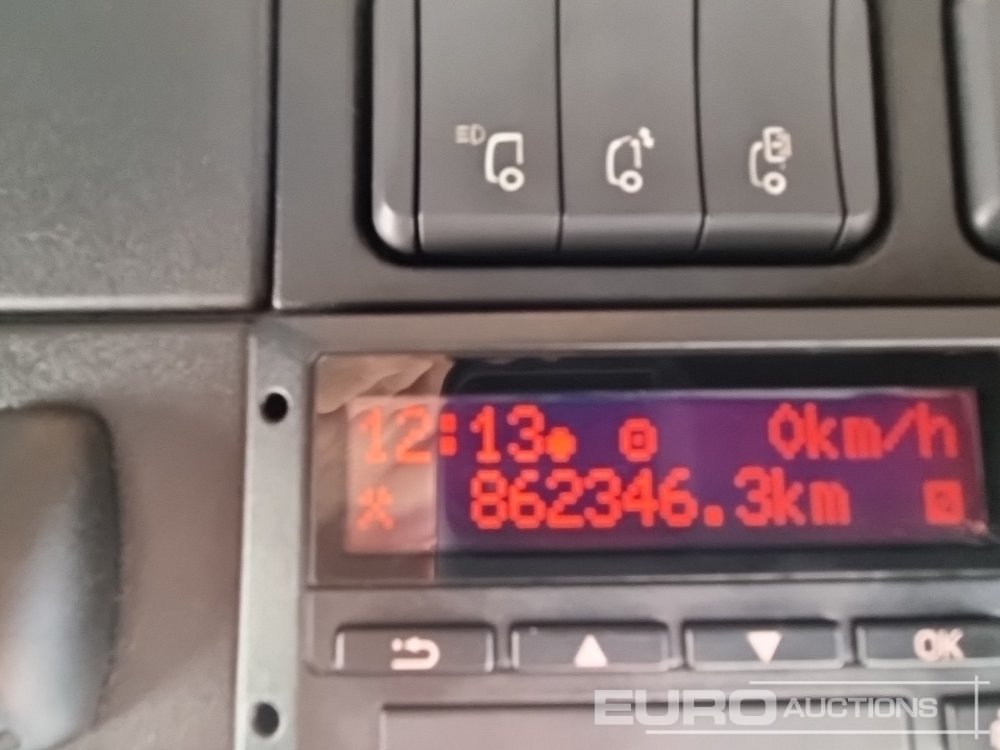 12:13 0km/h
862346.3km
OK
EURO AUCTIONS